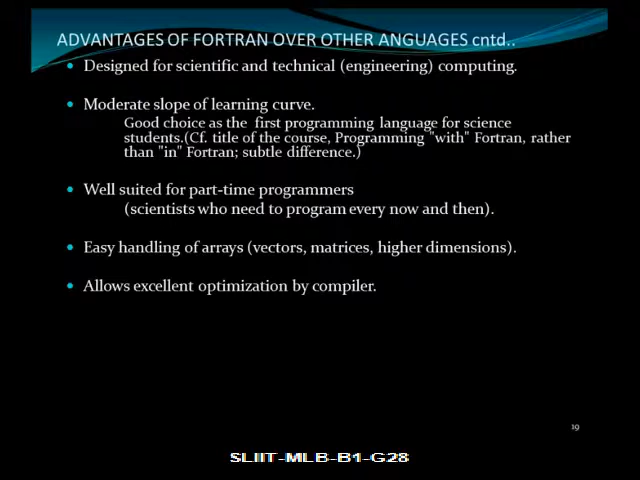 ADVANTAGES OF FORTRAN OVER OTHER ANGUAGES cntd..
• Designed for scientific and technical (engineering) computing.
• Moderate slope of learning curve.
Good choice as the first programming language for science
students.(Cf. title of the course, Programming "with" Fortran, rather
than "in" Fortran; subtle difference.)
• Well suited for part-time programmers
(scientists who need to program every now and then).
• Easy handling of arrays (vectors, matrices, higher dimensions).
• Allows excellent optimization by compiler.
19
SLIIT-MLB-B1-G28